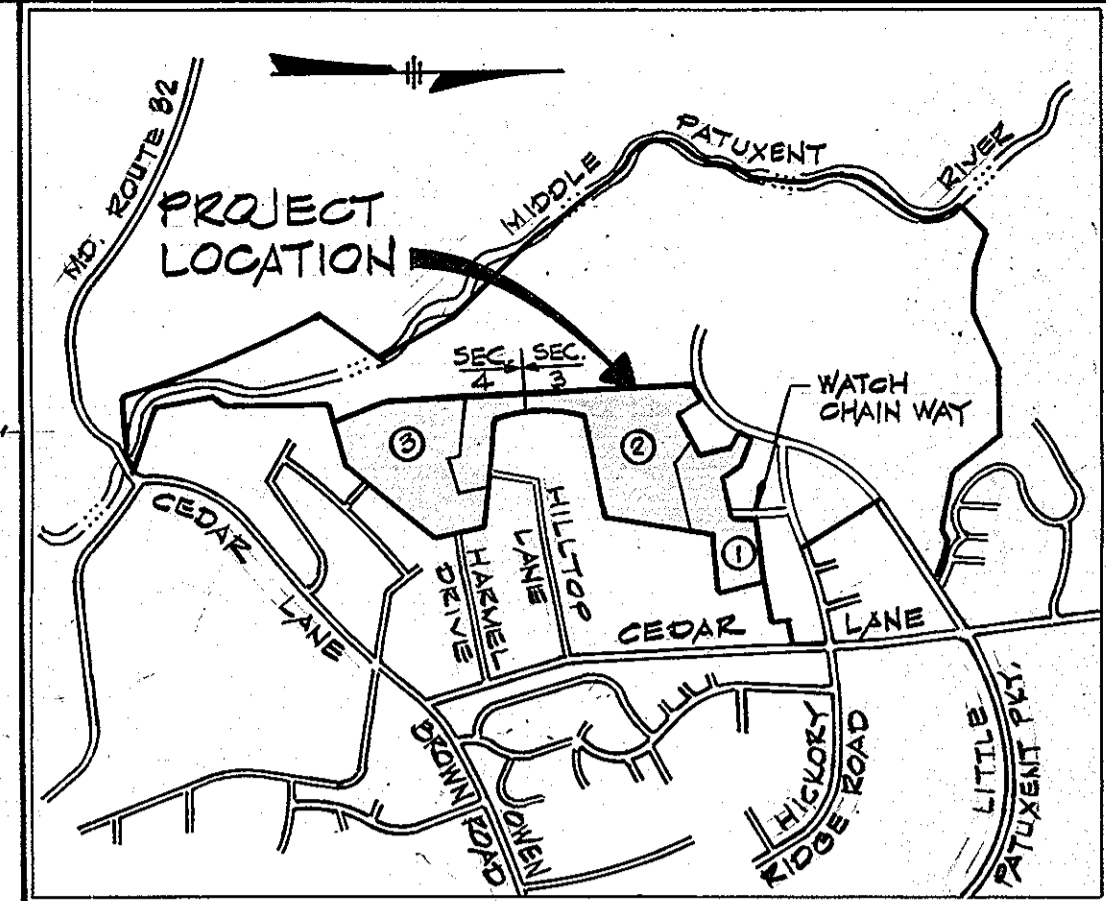 MD. ROUTE 32
PROJECT
LOCATION
MIDDLE
PATUXENT
RIVER
SEC.
4
SEC.
3
WATCH
CHAIN WAY
3
2
1
CEDAR
LANE
HARMEL
DRIVE
HILLTOP
LANE
CEDAR
LANE
BROWN
ROAD
OWEN
HICKORY
RIDGE ROAD
LITTLE
PATUXENT PKY.